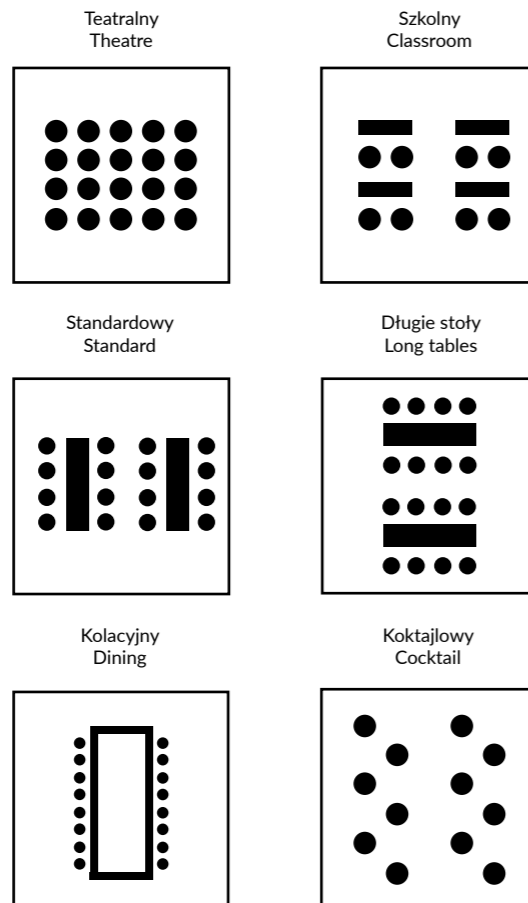 Teatralny
Theatre
Szkolny
Classroom
Standardowy
Standard
Długie stoły
Long tables
Kolacyjny
Dining
Koktajlowy
Cocktail